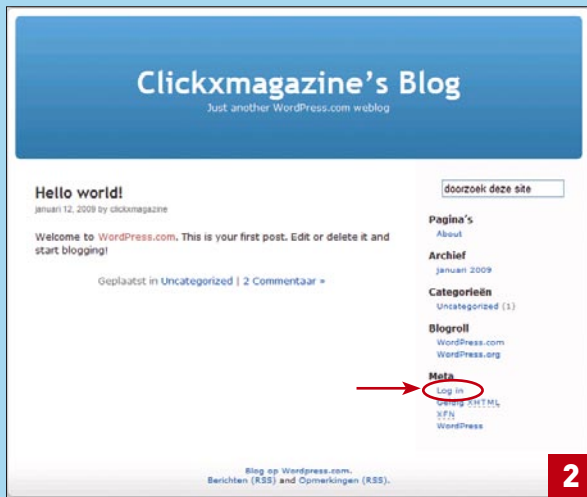 Clickxmagazine's Blog
Just another WordPress.com weblog
Hello world!
januari 12, 2009 by clickxmagazine
Welcome to WordPress.com. This is your first post. Edit or delete it and
start blogging!
Geplaatst in Uncategorized | 2 Commentaar »
doorzoek deze site
Pagina's
About
Archief
januari 2009
Categorieën
Uncategorized (1)
Blogroll
WordPress.com
WordPress.org
Meta
Log in
Geldig XHTML
XFN
WordPress
Blog op Wordpress.com.
Berichten (RSS) and Opmerkingen (RSS).
2